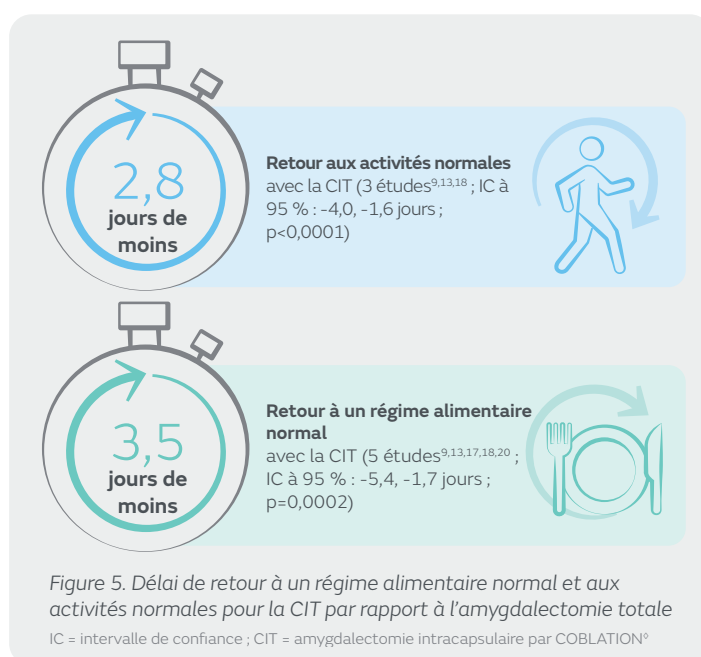 2,8
jours de
moins
Retour aux activités normales
avec la CIT (3 études9,13,18 ; IC à
95 % : -4,0, -1,6 jours ;
p<0,0001)
3,5
jours de
moins
Retour à un régime alimentaire
normal
avec la CIT (5 études9,13,17,18,20 ;
IC à 95 % : -5,4, -1,7 jours ;
p=0,0002)
Figure 5. Délai de retour à un régime alimentaire normal et aux
activités normales pour la CIT par rapport à l’amygdalectomie totale
IC = intervalle de confiance ; CIT = amygdalectomie intracapsulaire par COBLATION◊